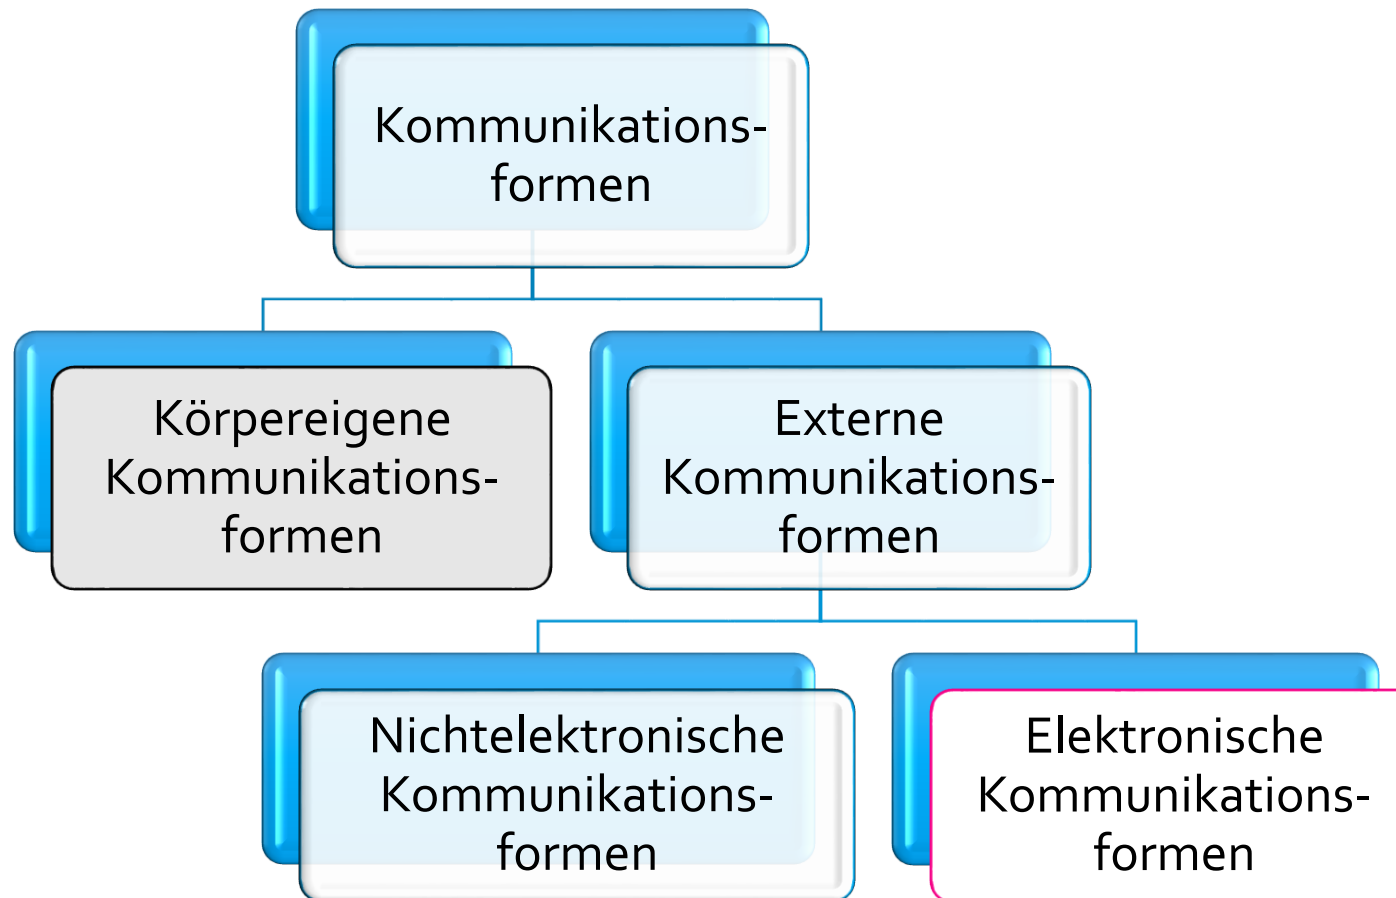 Kommunikations-
formen
Körpereigene
Kommunikations-
formen
Externe
Kommunikations-
formen
Nichtelektronische
Kommunikations-
formen
Elektronische
Kommunikations-
formen